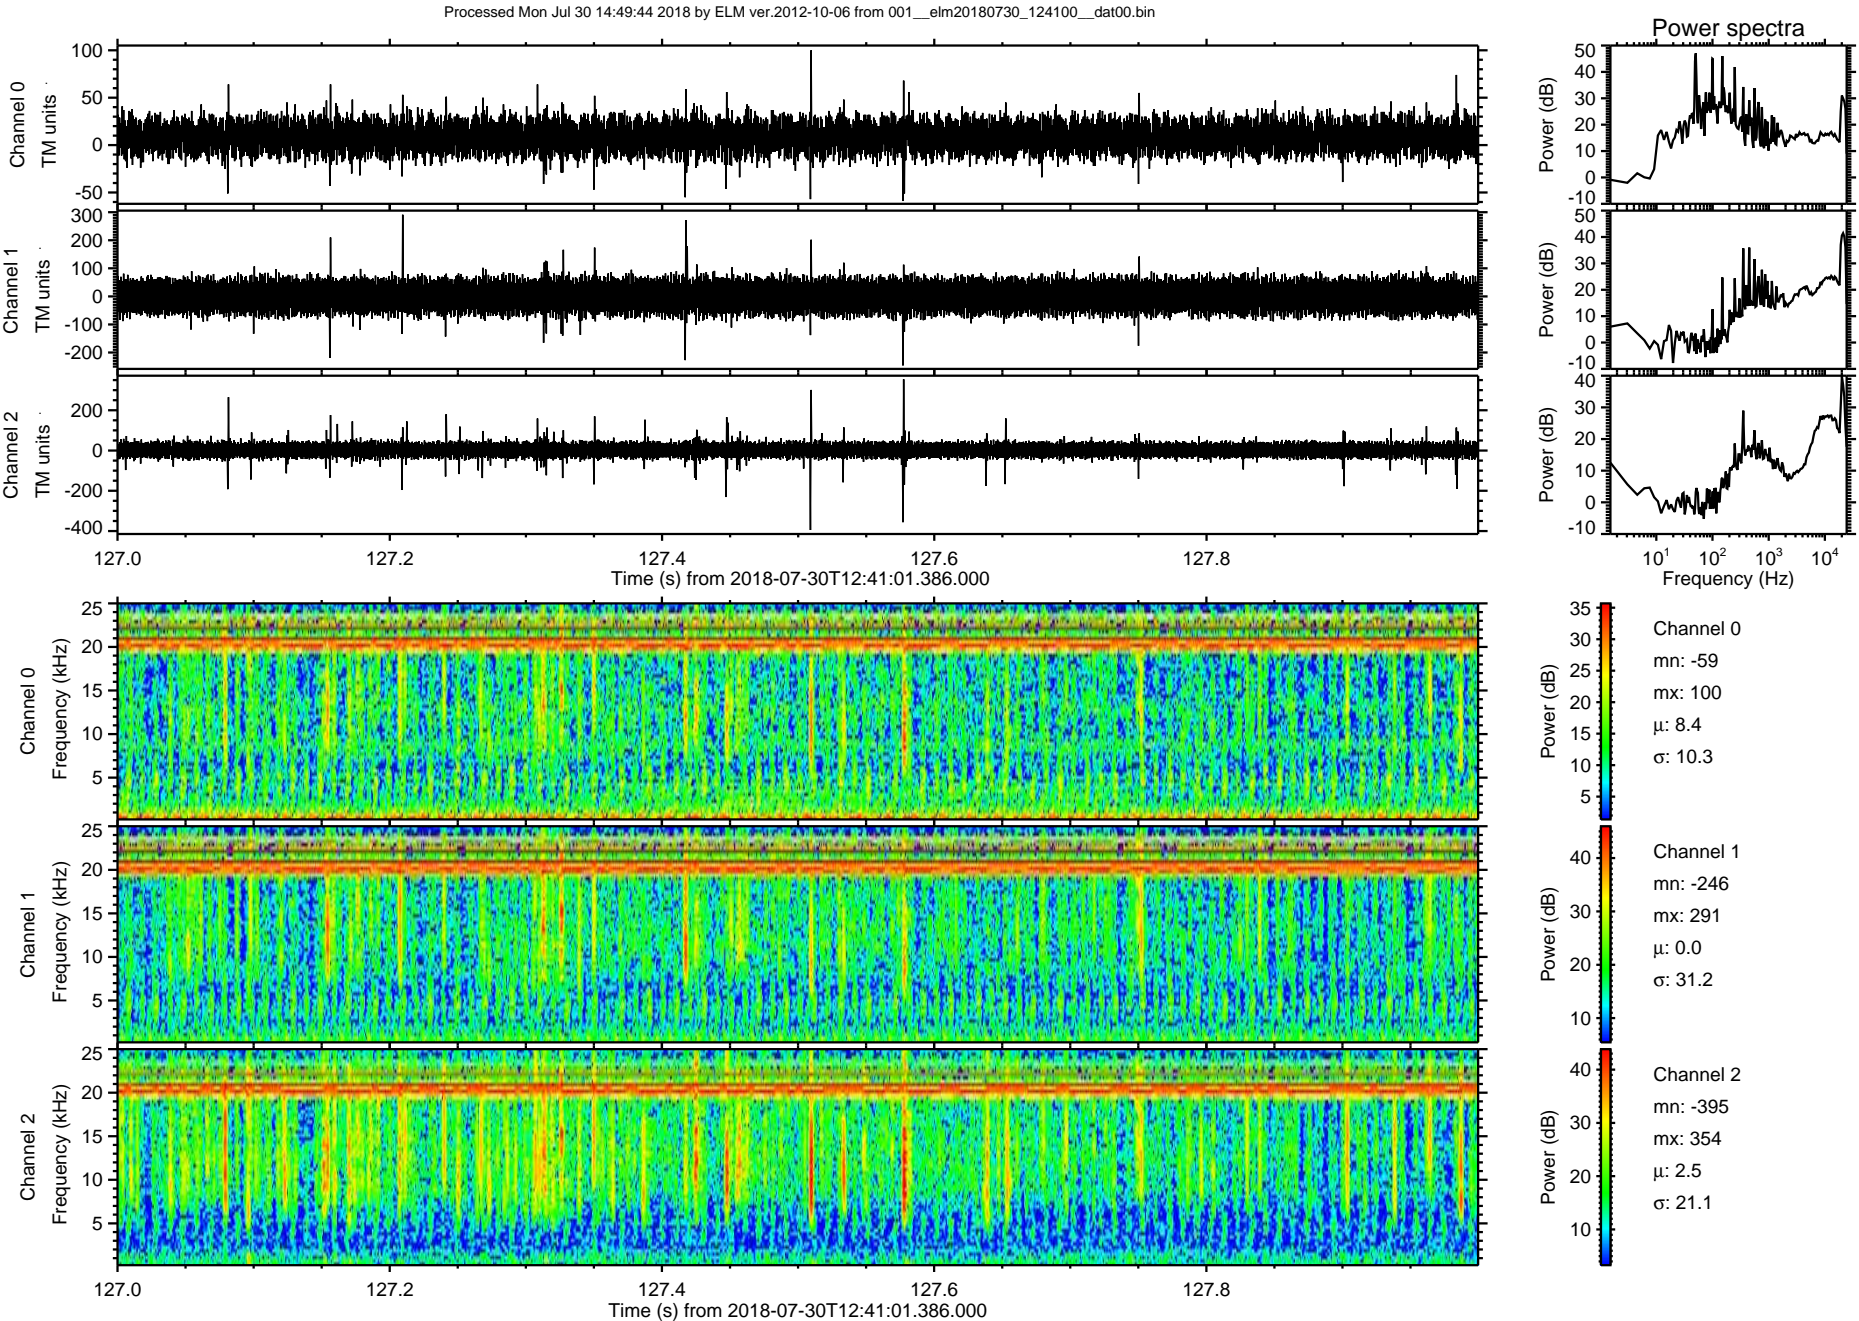 Processed Mon Jul 30 14:49:44 2018 by ELM ver.2012-10-06 from 001__elm20180730_124100__dat00.bin
Power spectra
Channel 0
TM units
100
50
0
-50
Power (dB)
50
40
30
20
10
0
-10
Channel 1
TM units
300
200
100
0
-100
-200
Power (dB)
50
40
30
20
10
0
-10
Channel 2
TM units
200
0
-200
-400
Power (dB)
40
30
20
10
0
-10
127.0 127.2 127.4 127.6 127.8
Time (s) from 2018-07-30T12:41:01.386.000
10^1 10^2 10^3 10^4
Frequency (Hz)
Channel 0
Frequency (kHz)
25
20
15
10
5
Power (dB)
35
30
25
20
15
10
5
Channel 0
mn: -59
mx: 100
μ: 8.4
σ: 10.3
Channel 1
Frequency (kHz)
25
20
15
10
5
Power (dB)
40
30
20
10
Channel 1
mn: -246
mx: 291
μ: 0.0
σ: 31.2
Channel 2
Frequency (kHz)
25
20
15
10
5
Power (dB)
40
30
20
10
Channel 2
mn: -395
mx: 354
μ: 2.5
σ: 21.1
127.0 127.2 127.4 127.6 127.8
Time (s) from 2018-07-30T12:41:01.386.000